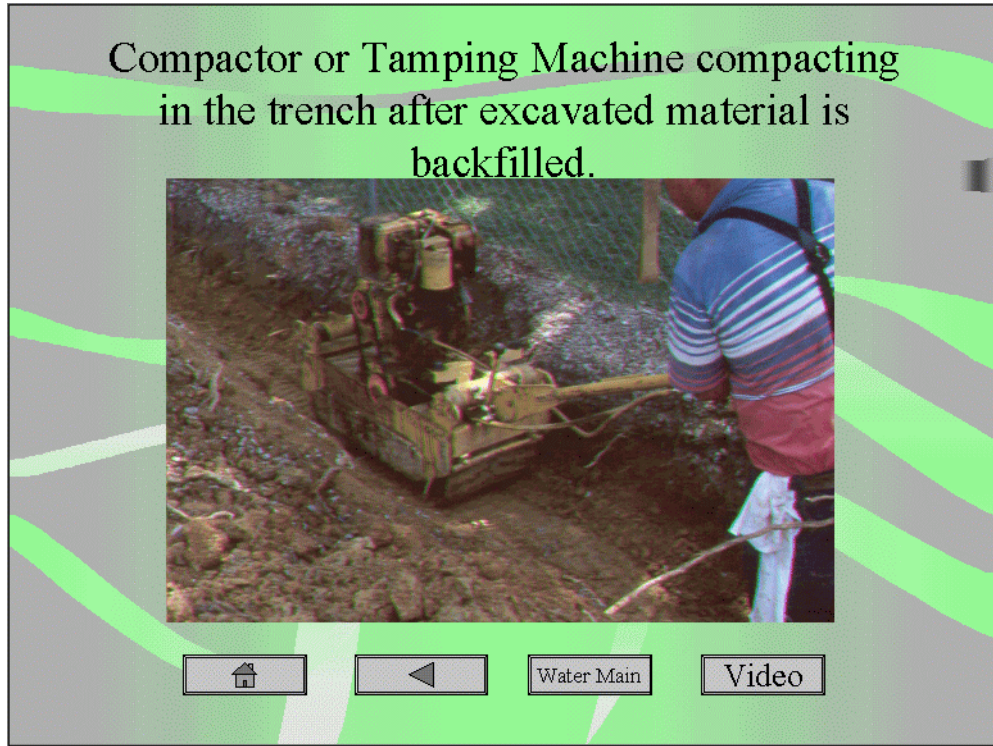 Compactor or Tamping Machine compacting
in the trench after excavated material is
backfilled.
Water Main
Video